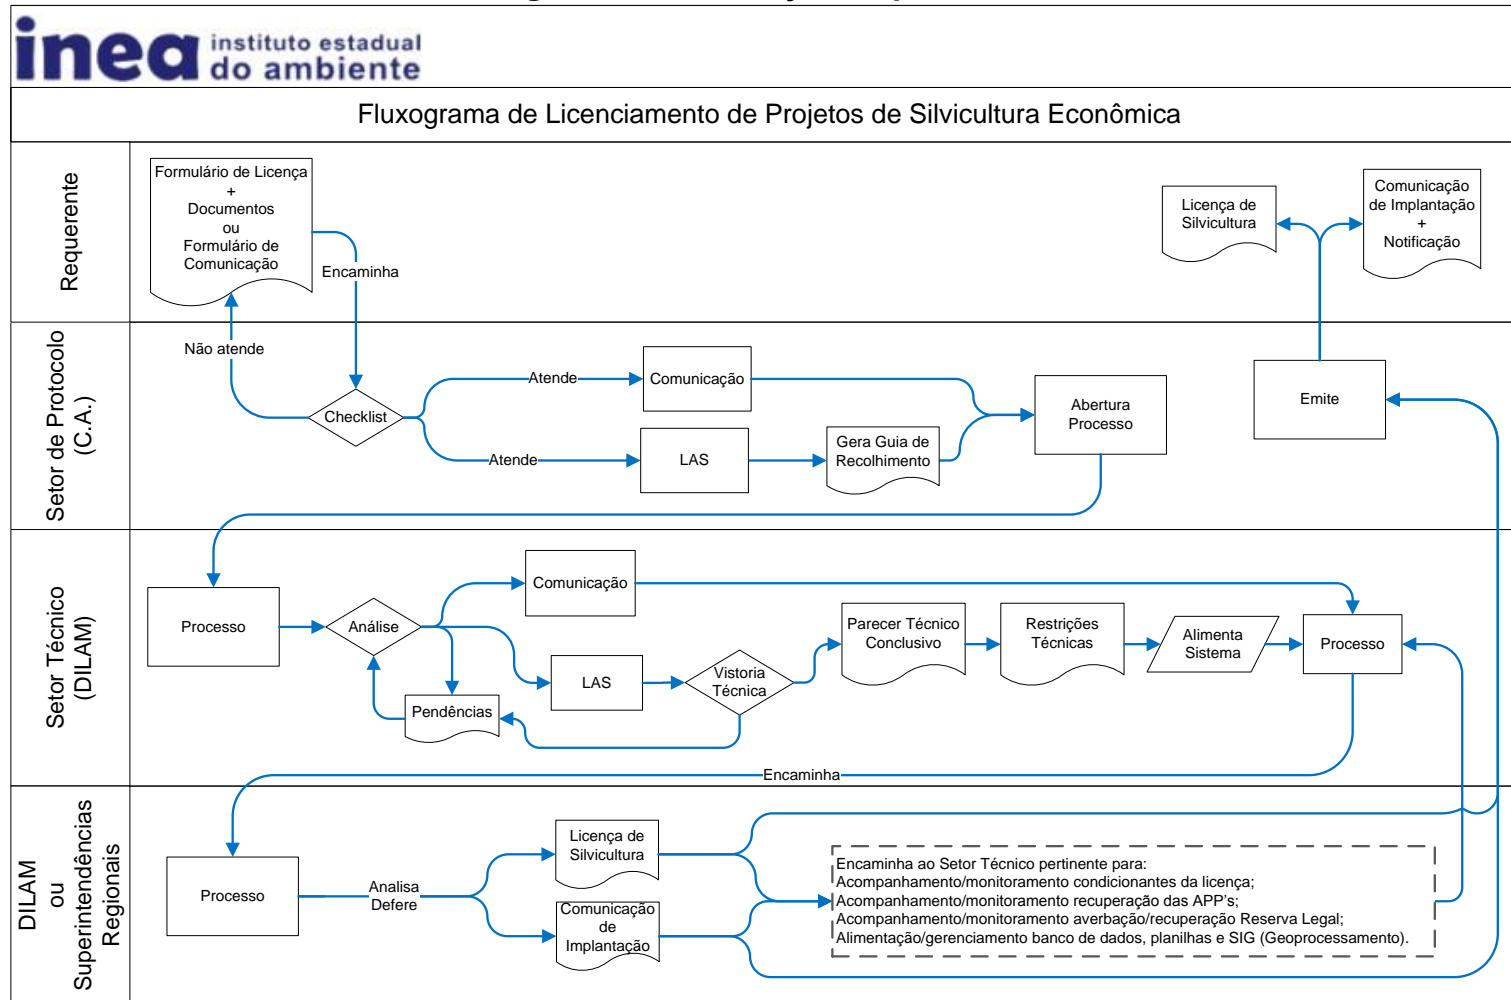 inea instituto estadual
do ambiente
Fluxograma de Licenciamento de Projetos de Silvicultura Econômica
Requerente
Formulário de Licença
+
Documentos
ou
Formulário de
Comunicação
Encaminha
Licença de
Silvicultura
Comunicação
de Implantação
+
Notificação
Setor de Protocolo
(C.A.)
Não atende
Checklist
Atende
Comunicação
Atende
LAS
Gera Guia de
Recolhimento
Abertura
Processo
Emite
Setor Técnico
(DILAM)
Processo
Análise
Comunicação
Pendências
LAS
Vistoria
Técnica
Parecer Técnico
Conclusivo
Restrições
Técnicas
Alimenta
Sistema
Processo
Encaminha
DILAM
ou
Superintendências
Regionais
Processo
Analisa
Defere
Licença de
Silvicultura
Comunicação
de
Implantação
Encaminha ao Setor Técnico pertinente para:
Acompanhamento/monitoramento condicionantes da licença;
Acompanhamento/monitoramento recuperação das APP's;
Acompanhamento/monitoramento averbação/recuperação Reserva Legal;
Alimentação/gerenciamento banco de dados, planilhas e SIG (Geoprocessamento).